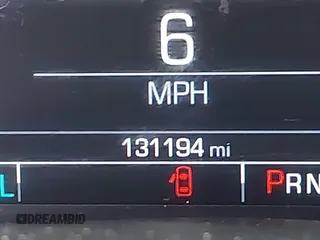 6
MPH
131194 mi
L PRN
DREAMBID